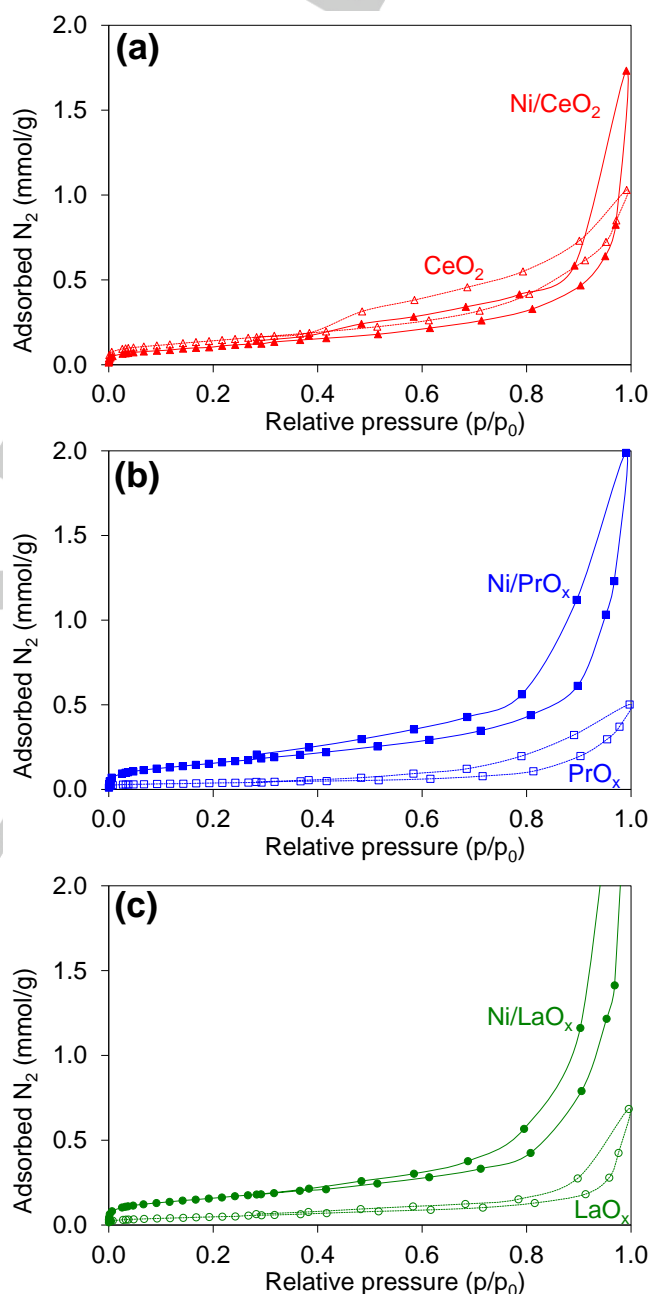 (a)
2.0
1.5
1.0
0.5
0.0
Adsorbed N₂ (mmol/g)
Ni/CeO₂
CeO₂
0.0 0.2 0.4 0.6 0.8 1.0
Relative pressure (p/p₀)
(b)
2.0
1.5
1.0
0.5
0.0
Adsorbed N₂ (mmol/g)
Ni/PrOₓ
PrOₓ
0.0 0.2 0.4 0.6 0.8 1.0
Relative pressure (p/p₀)
(c)
2.0
1.5
1.0
0.5
0.0
Adsorbed N₂ (mmol/g)
Ni/LaOₓ
LaOₓ
0.0 0.2 0.4 0.6 0.8 1.0
Relative pressure (p/p₀)